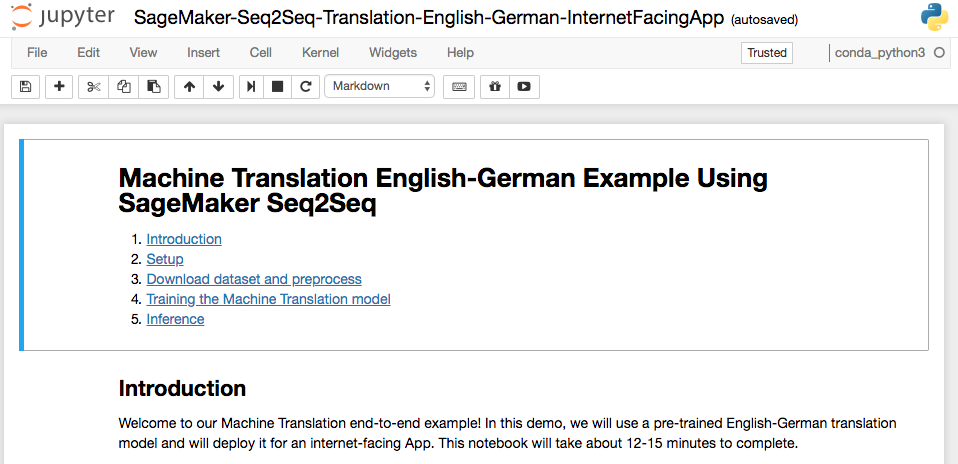 jupyter SageMaker-Seq2Seq-Translation-English-German-InternetFacingApp (autosaved)
File Edit View Insert Cell Kernel Widgets Help Trusted conda_python3
Markdown
Machine Translation English-German Example Using
SageMaker Seq2Seq
1. Introduction
2. Setup
3. Download dataset and preprocess
4. Training the Machine Translation model
5. Inference
Introduction
Welcome to our Machine Translation end-to-end example! In this demo, we will use a pre-trained English-German translation
model and will deploy it for an internet-facing App. This notebook will take about 12-15 minutes to complete.